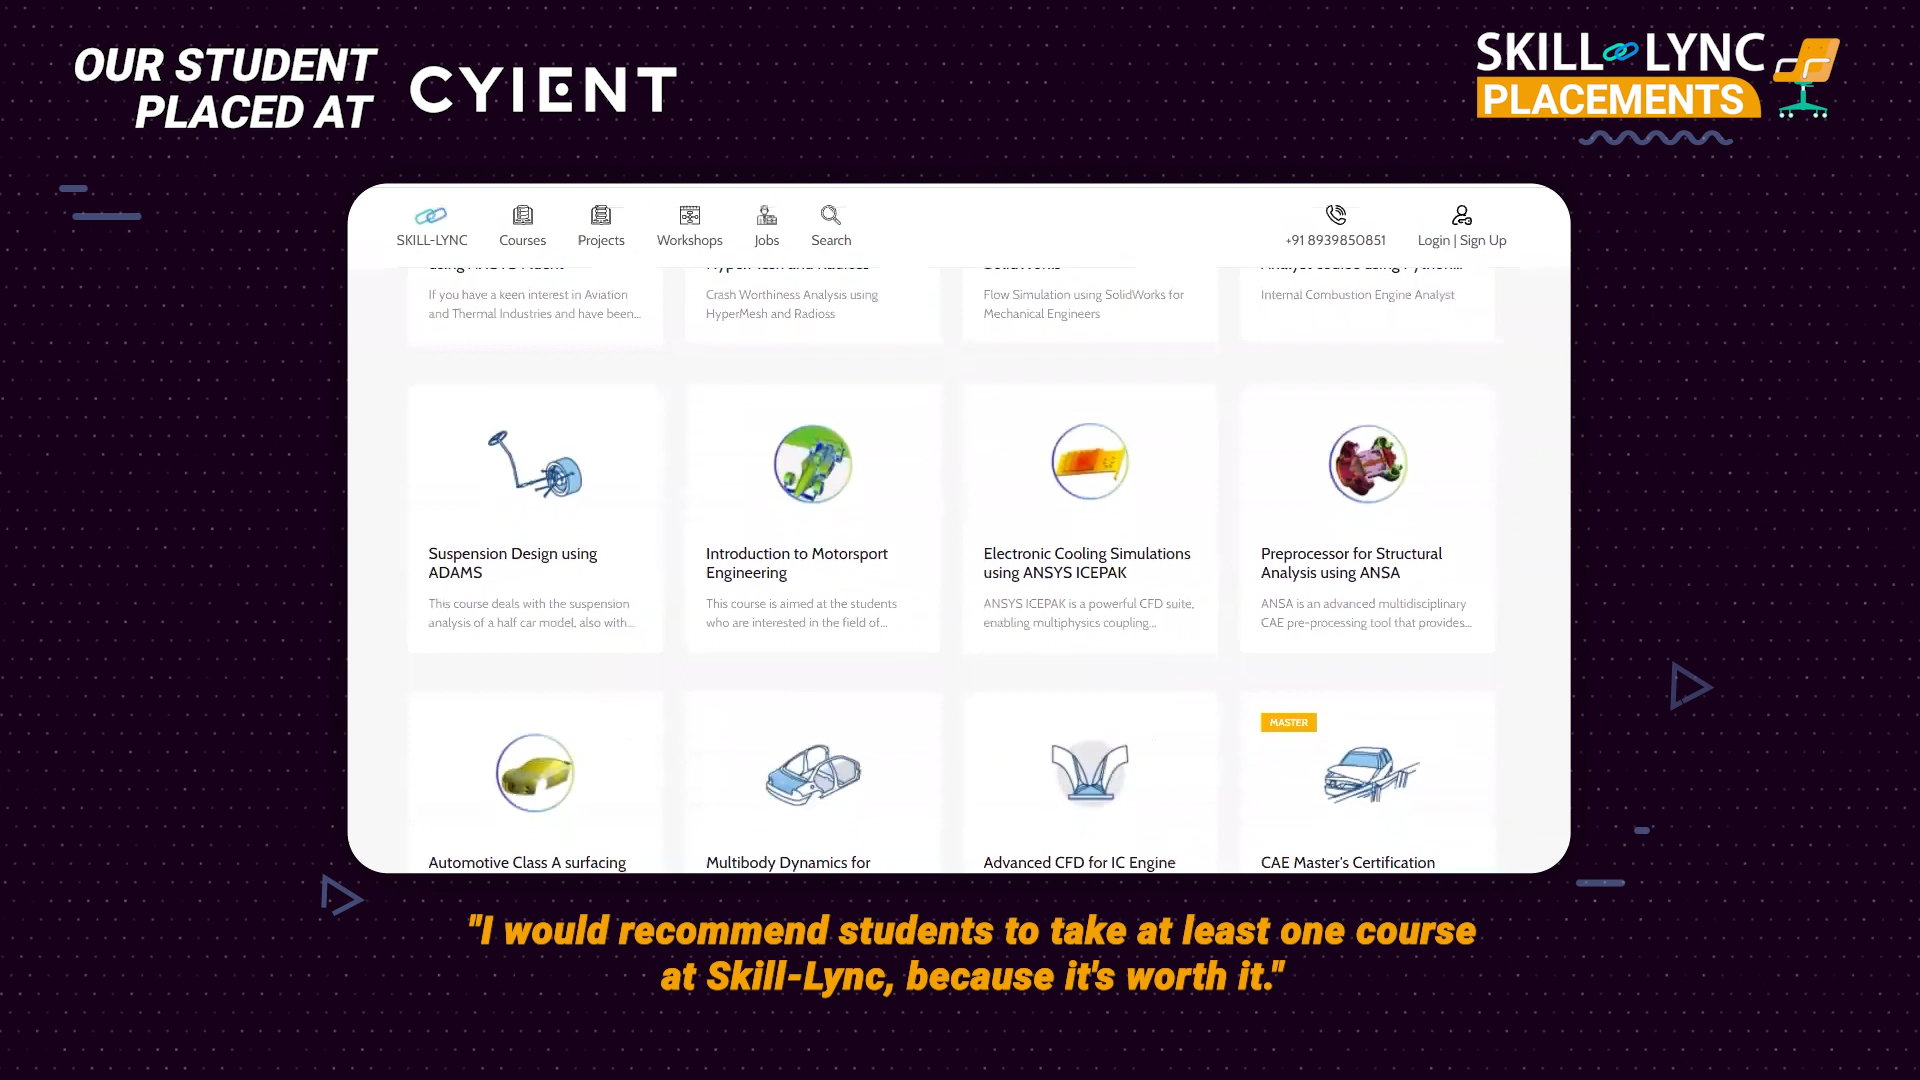 OUR STUDENT
PLACED AT
CYIENT
SKILL LYNC
PLACEMENTS
SKILL-LYNC
Courses
Projects
Workshops
Jobs
Search
+91 8939850851
Login | Sign Up
If you have a keen interest in Aviation
and Thermal Industries and have been...
Crash Worthiness Analysis using
HyperMesh and Radioss
Flow Simulation using SolidWorks for
Mechanical Engineers
Internal Combustion Engine Analyst
Suspension Design using
ADAMS
This course deals with the suspension
analysis of a half car model, also with...
Introduction to Motorsport
Engineering
This course is aimed at the students
who are interested in the field of...
Electronic Cooling Simulations
using ANSYS ICEPAK
ANSYS ICEPAK is a powerful CFD suite,
enabling multiphysics coupling...
Preprocessor for Structural
Analysis using ANSA
ANSA is an advanced multidisciplinary
CAE pre-processing tool that provides...
Automotive Class A surfacing
Multibody Dynamics for
Advanced CFD for IC Engine
MASTER
CAE Master's Certification
"I would recommend students to take at least one course
at Skill-Lync, because it's worth it."